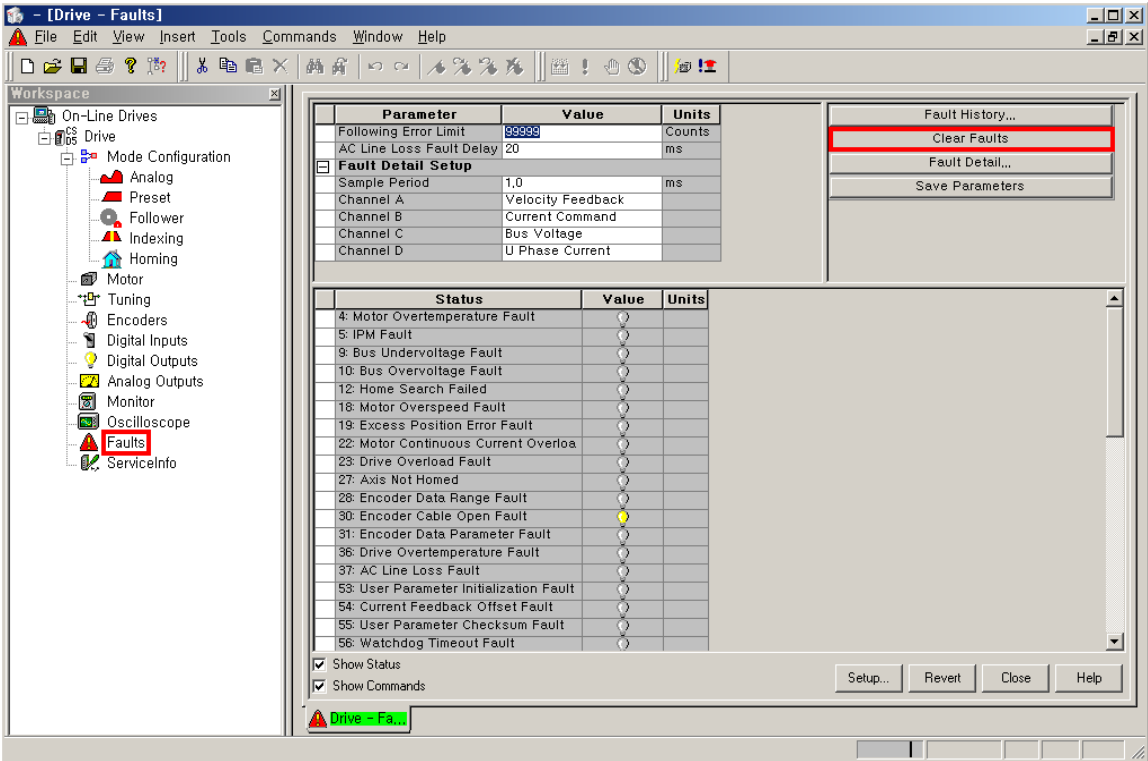 - [Drive - Faults]
File Edit View Insert Tools Commands Window Help
Workspace
On-Line Drives
CS D5 Drive
Mode Configuration
Analog
Preset
Follower
Indexing
Homing
Motor
Tuning
Encoders
Digital Inputs
Digital Outputs
Analog Outputs
Monitor
Oscilloscope
Faults
ServiceInfo
Parameter Value Units
Following Error Limit 99999 Counts
AC Line Loss Fault Delay 20 ms
Fault Detail Setup
Sample Period 1,0 ms
Channel A Velocity Feedback
Channel B Current Command
Channel C Bus Voltage
Channel D U Phase Current
Fault History,,,
Clear Faults
Fault Detail,,,
Save Parameters
Status Value Units
4: Motor Overtemperature Fault
5: IPM Fault
9: Bus Undervoltage Fault
10: Bus Overvoltage Fault
12: Home Search Failed
18: Motor Overspeed Fault
19: Excess Position Error Fault
22: Motor Continuous Current Overloa
23: Drive Overload Fault
27: Axis Not Homed
28: Encoder Data Range Fault
30: Encoder Cable Open Fault
31: Encoder Data Parameter Fault
36: Drive Overtemperature Fault
37: AC Line Loss Fault
53: User Parameter Initialization Fault
54: Current Feedback Offset Fault
55: User Parameter Checksum Fault
56: Watchdog Timeout Fault
Show Status
Show Commands
Setup,,, Revert Close Help
Drive - Fa,,,